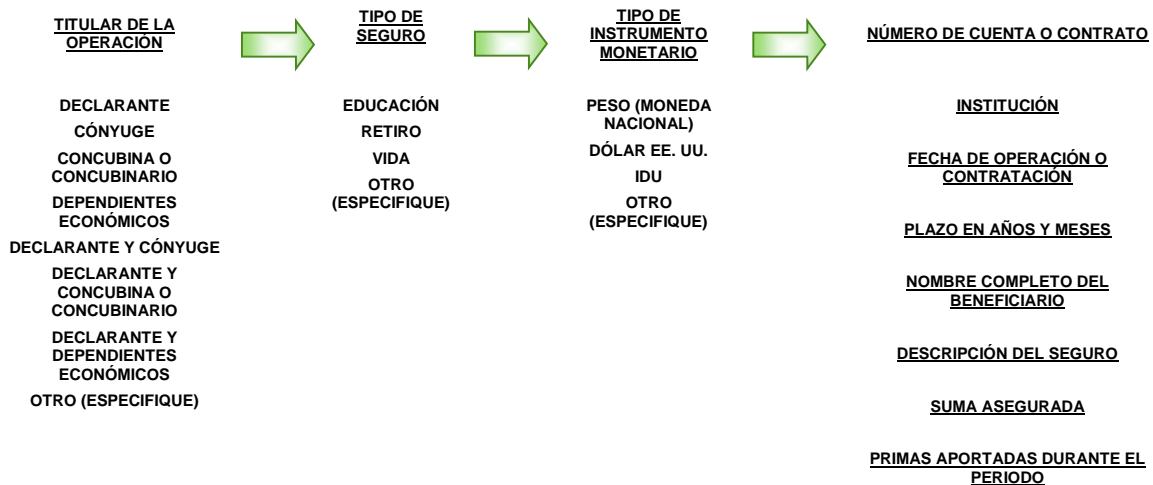 TITULAR DE LA
OPERACIÓN
DECLARANTE
CÓNYUGE
CONCUBINA O
CONCUBINARIO
DEPENDIENTES
ECONÓMICOS
DECLARANTE Y CÓNYUGE
DECLARANTE Y
CONCUBINA O
CONCUBINARIO
DECLARANTE Y
DEPENDIENTES
ECONÓMICOS
OTRO (ESPECIFIQUE)
TIPO DE
SEGURO
EDUCACIÓN
RETIRO
VIDA
OTRO
(ESPECIFIQUE)
TIPO DE
INSTRUMENTO
MONETARIO
PESO (MONEDA
NACIONAL)
DÓLAR EE. UU.
IDU
OTRO
(ESPECIFIQUE)
NÚMERO DE CUENTA O CONTRATO
INSTITUCIÓN
FECHA DE OPERACIÓN O
CONTRATACIÓN
PLAZO EN AÑOS Y MESES
NOMBRE COMPLETO DEL
BENEFICIARIO
DESCRIPCIÓN DEL SEGURO
SUMA ASEGURADA
PRIMAS APORTADAS DURANTE EL
PERIODO